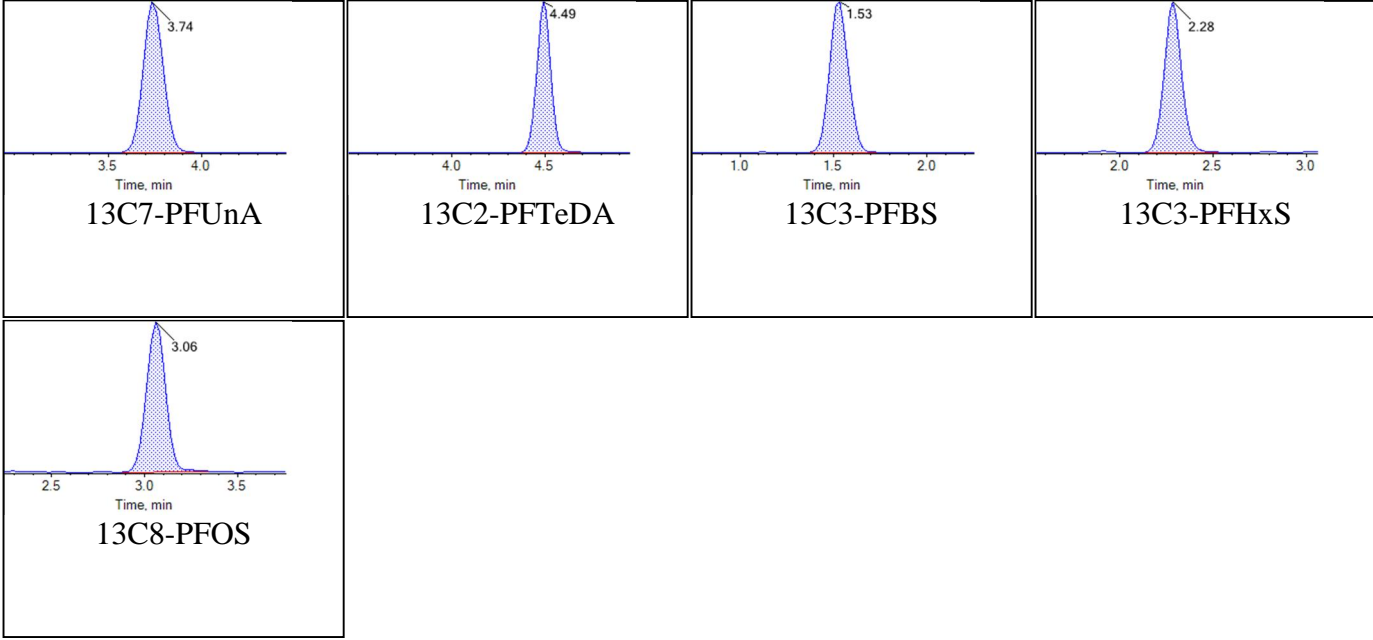 3.74
3.5 4.0
Time, min
13C7-PFUnA
4.49
4.0 4.5
Time, min
13C2-PFTeDA
1.53
1.0 1.5 2.0
Time, min
13C3-PFBS
2.28
2.0 2.5 3.0
Time, min
13C3-PFHxS
3.06
2.5 3.0 3.5
Time, min
13C8-PFOS